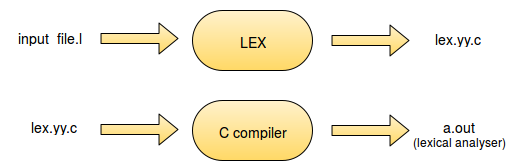 input file.l
LEX
lex.yy.c
lex.yy.c
C compiler
a.out
(lexical analyser)